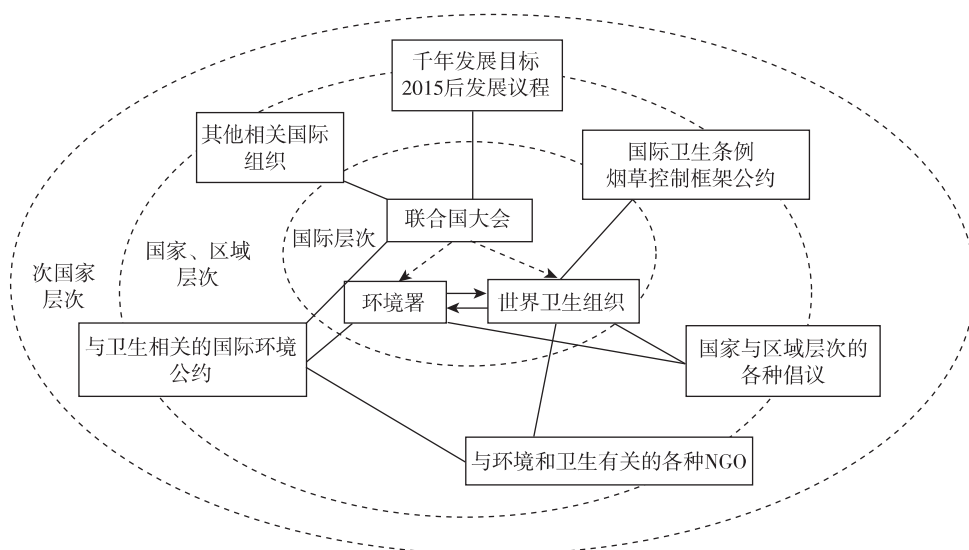 千年发展目标
2015后发展议程
其他相关国际
组织
国际卫生条例
烟草控制框架公约
联合国大会
国际层次
国家、区域
层次
次国家
层次
环境署
世界卫生组织
与卫生相关的国际环境
公约
国家与区域层次的
各种倡议
与环境和卫生有关的各种NGO